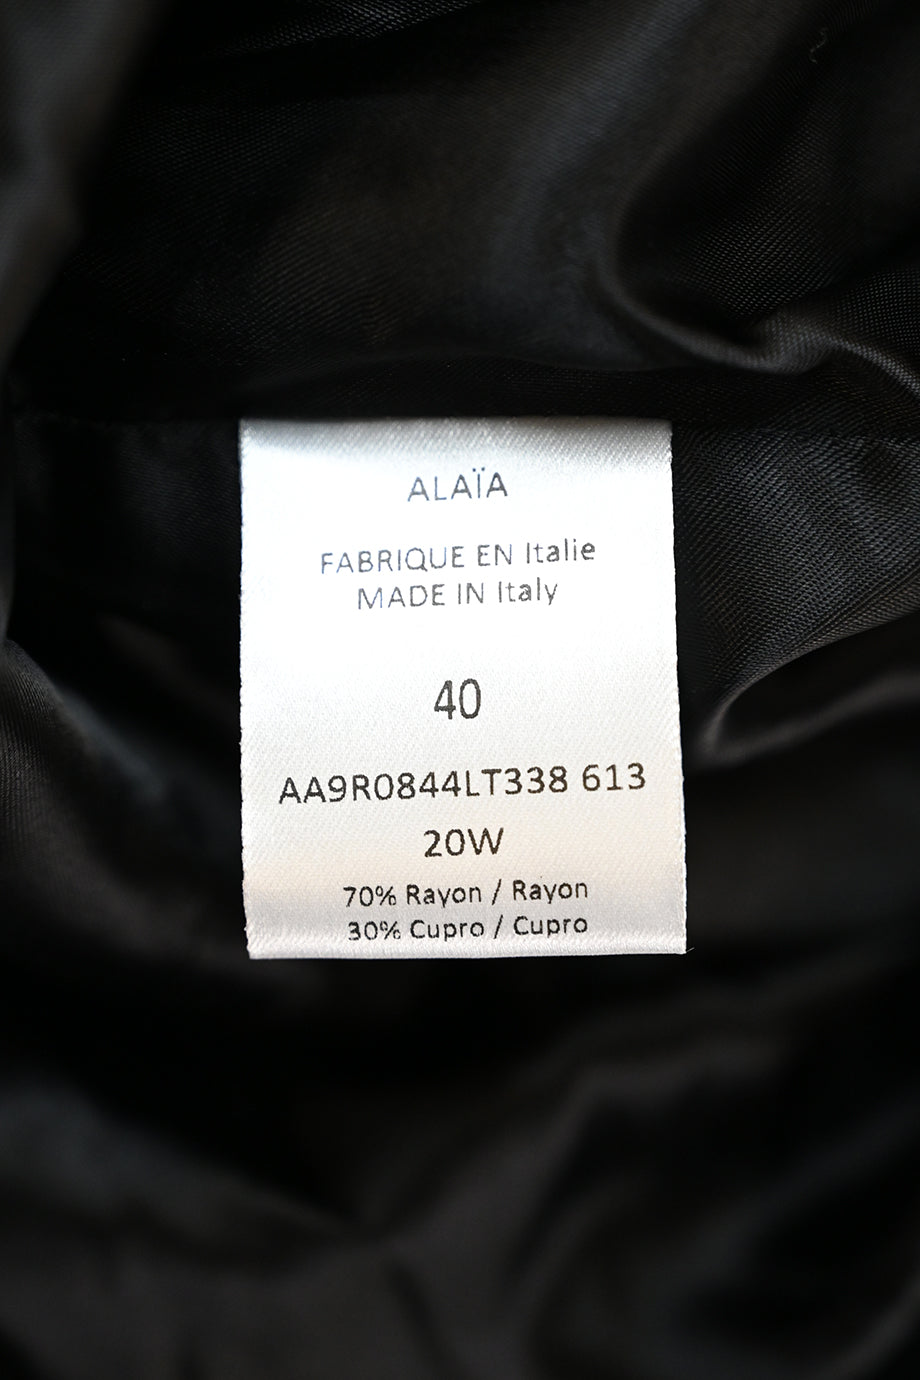 ALAÏA
FABRIQUE EN Italie
MADE IN Italy
40
AA9R0844LT338 613
20W
70% Rayon / Rayon
30% Cupro / Cupro